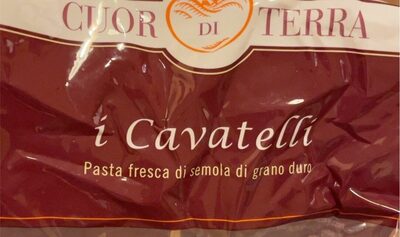 CUOR DI TERRA
i Cavatelli
Pasta fresca di semola di grano duro